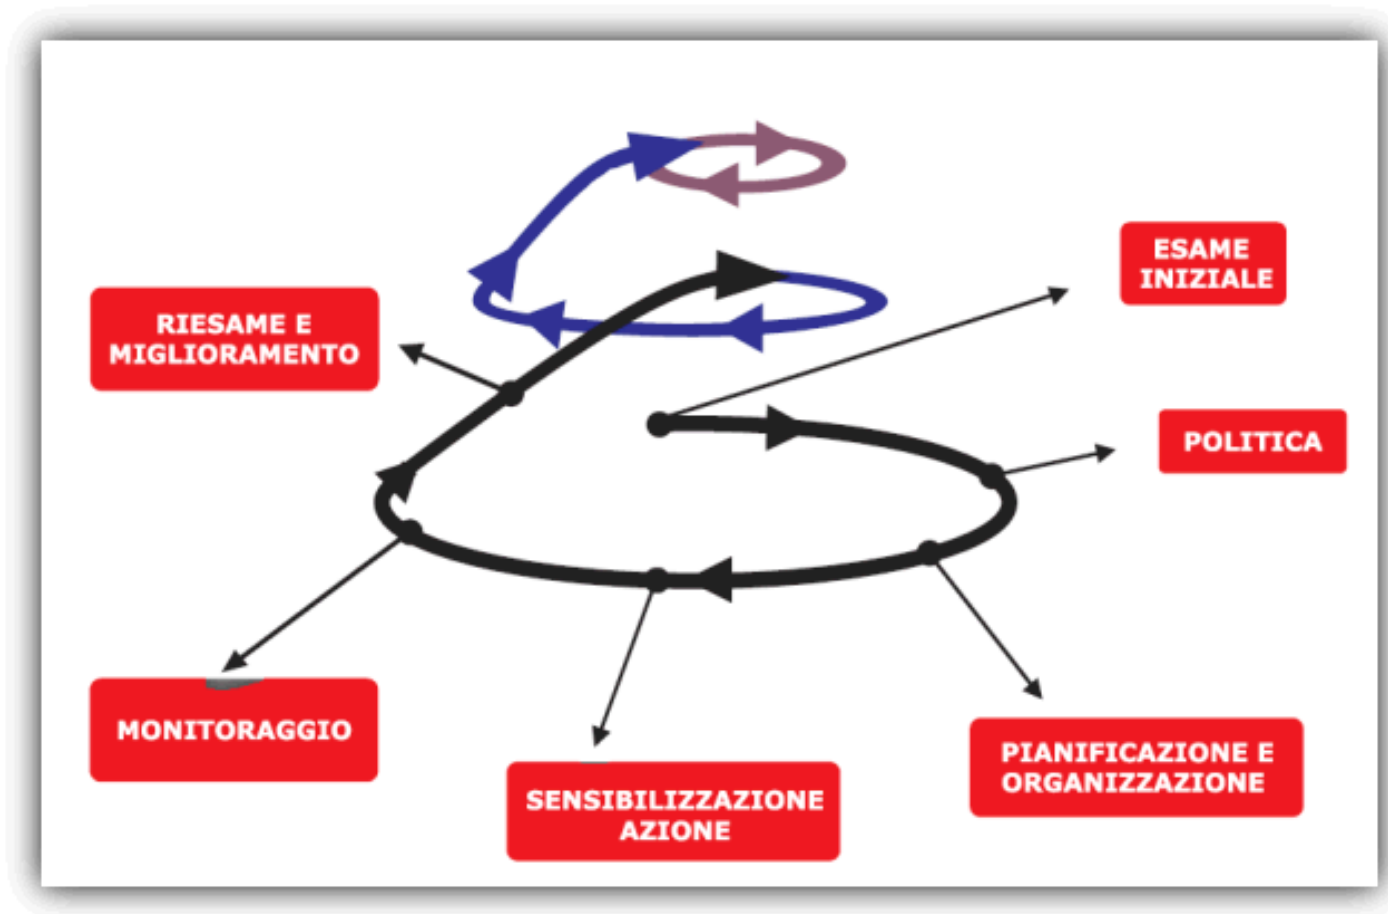 ESAME
INIZIALE
POLITICA
PIANIFICAZIONE E
ORGANIZZAZIONE
SENSIBILIZZAZIONE
AZIONE
MONITORAGGIO
RIESAME E
MIGLIORAMENTO